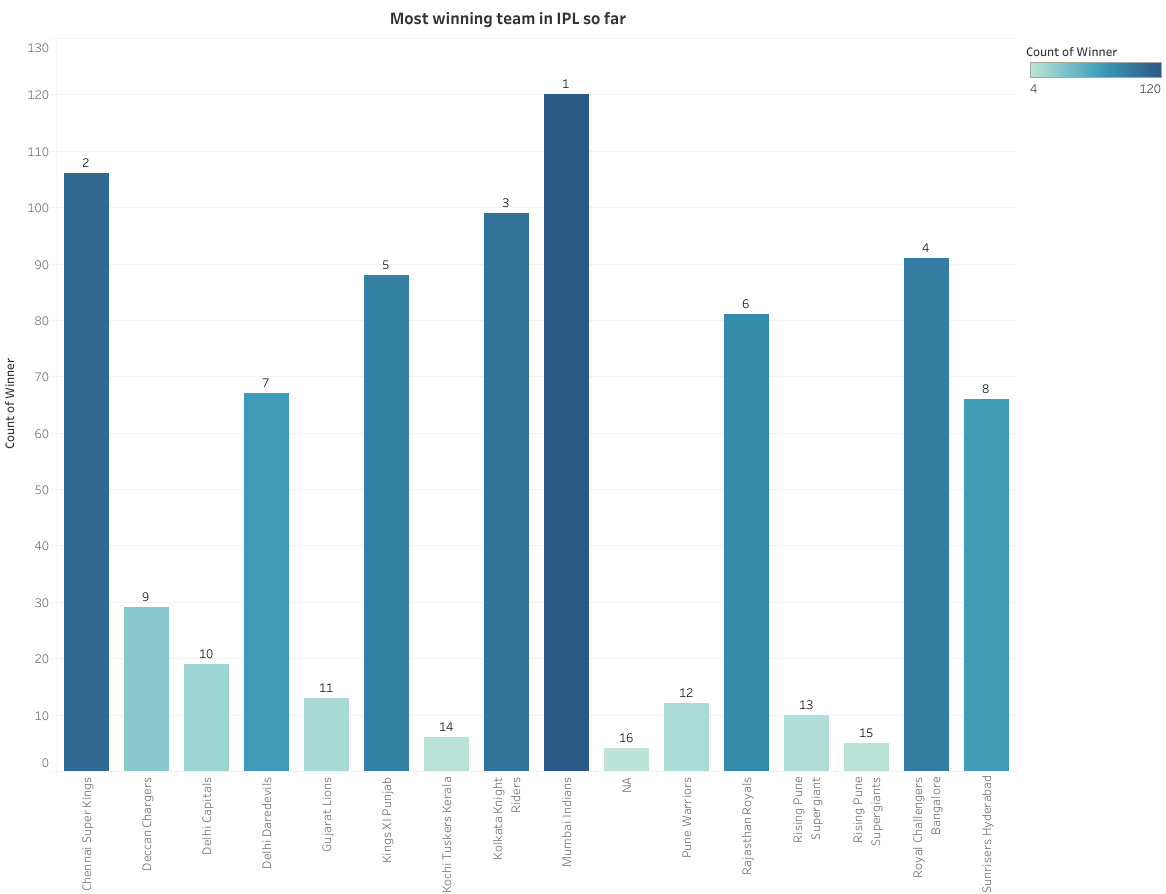 Most winning team in IPL so far
Count of Winner
4 120
Count of Winner
130
120
110
100
90
80
70
60
50
40
30
20
10
0
2
9
10
7
11
5
14
3
1
16
12
6
13
15
4
8
Chennai Super Kings
Deccan Chargers
Delhi Capitals
Delhi Daredevils
Gujarat Lions
Kings XI Punjab
Kochi Tuskers Kerala
Kolkata Knight
Riders
Mumbai Indians
NA
Pune Warriors
Rajasthan Royals
Rising Pune
Supergiant
Rising Pune
Supergiants
Royal Challengers
Bangalore
Sunrisers Hyderabad